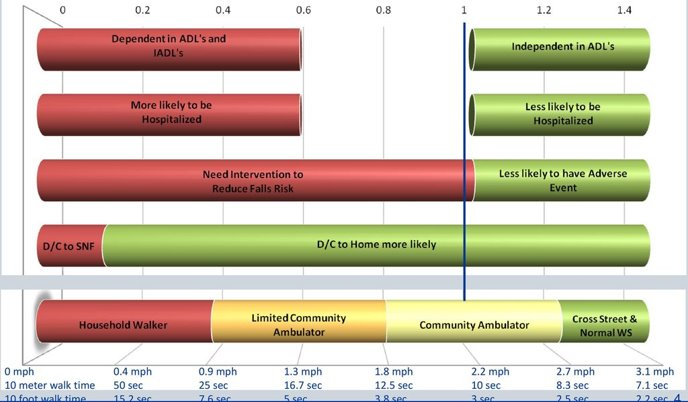 0 0.2 0.4 0.6 0.8 1 1.2 1.4
Dependent in ADL's and
IADL's
Independent in ADL's
More likely to be
Hospitalized
Less likely to be
Hospitalized
Need Intervention to
Reduce Falls Risk
Less likely to have Adverse
Event
D/C to SNF
D/C to Home more likely
Household Walker
Limited Community
Ambulator
Community Ambulator
Cross Street &
Normal WS
0 mph 0.4 mph 0.9 mph 1.3 mph 1.8 mph 2.2 mph 2.7 mph 3.1 mph
10 meter walk time 50 sec 25 sec 16.7 sec 12.5 sec 10 sec 8.3 sec 7.1 sec
10 foot walk time 15.2 sec 7.6 sec 5 sec 3.8 sec 3 sec 2.5 sec 2.2 sec 4